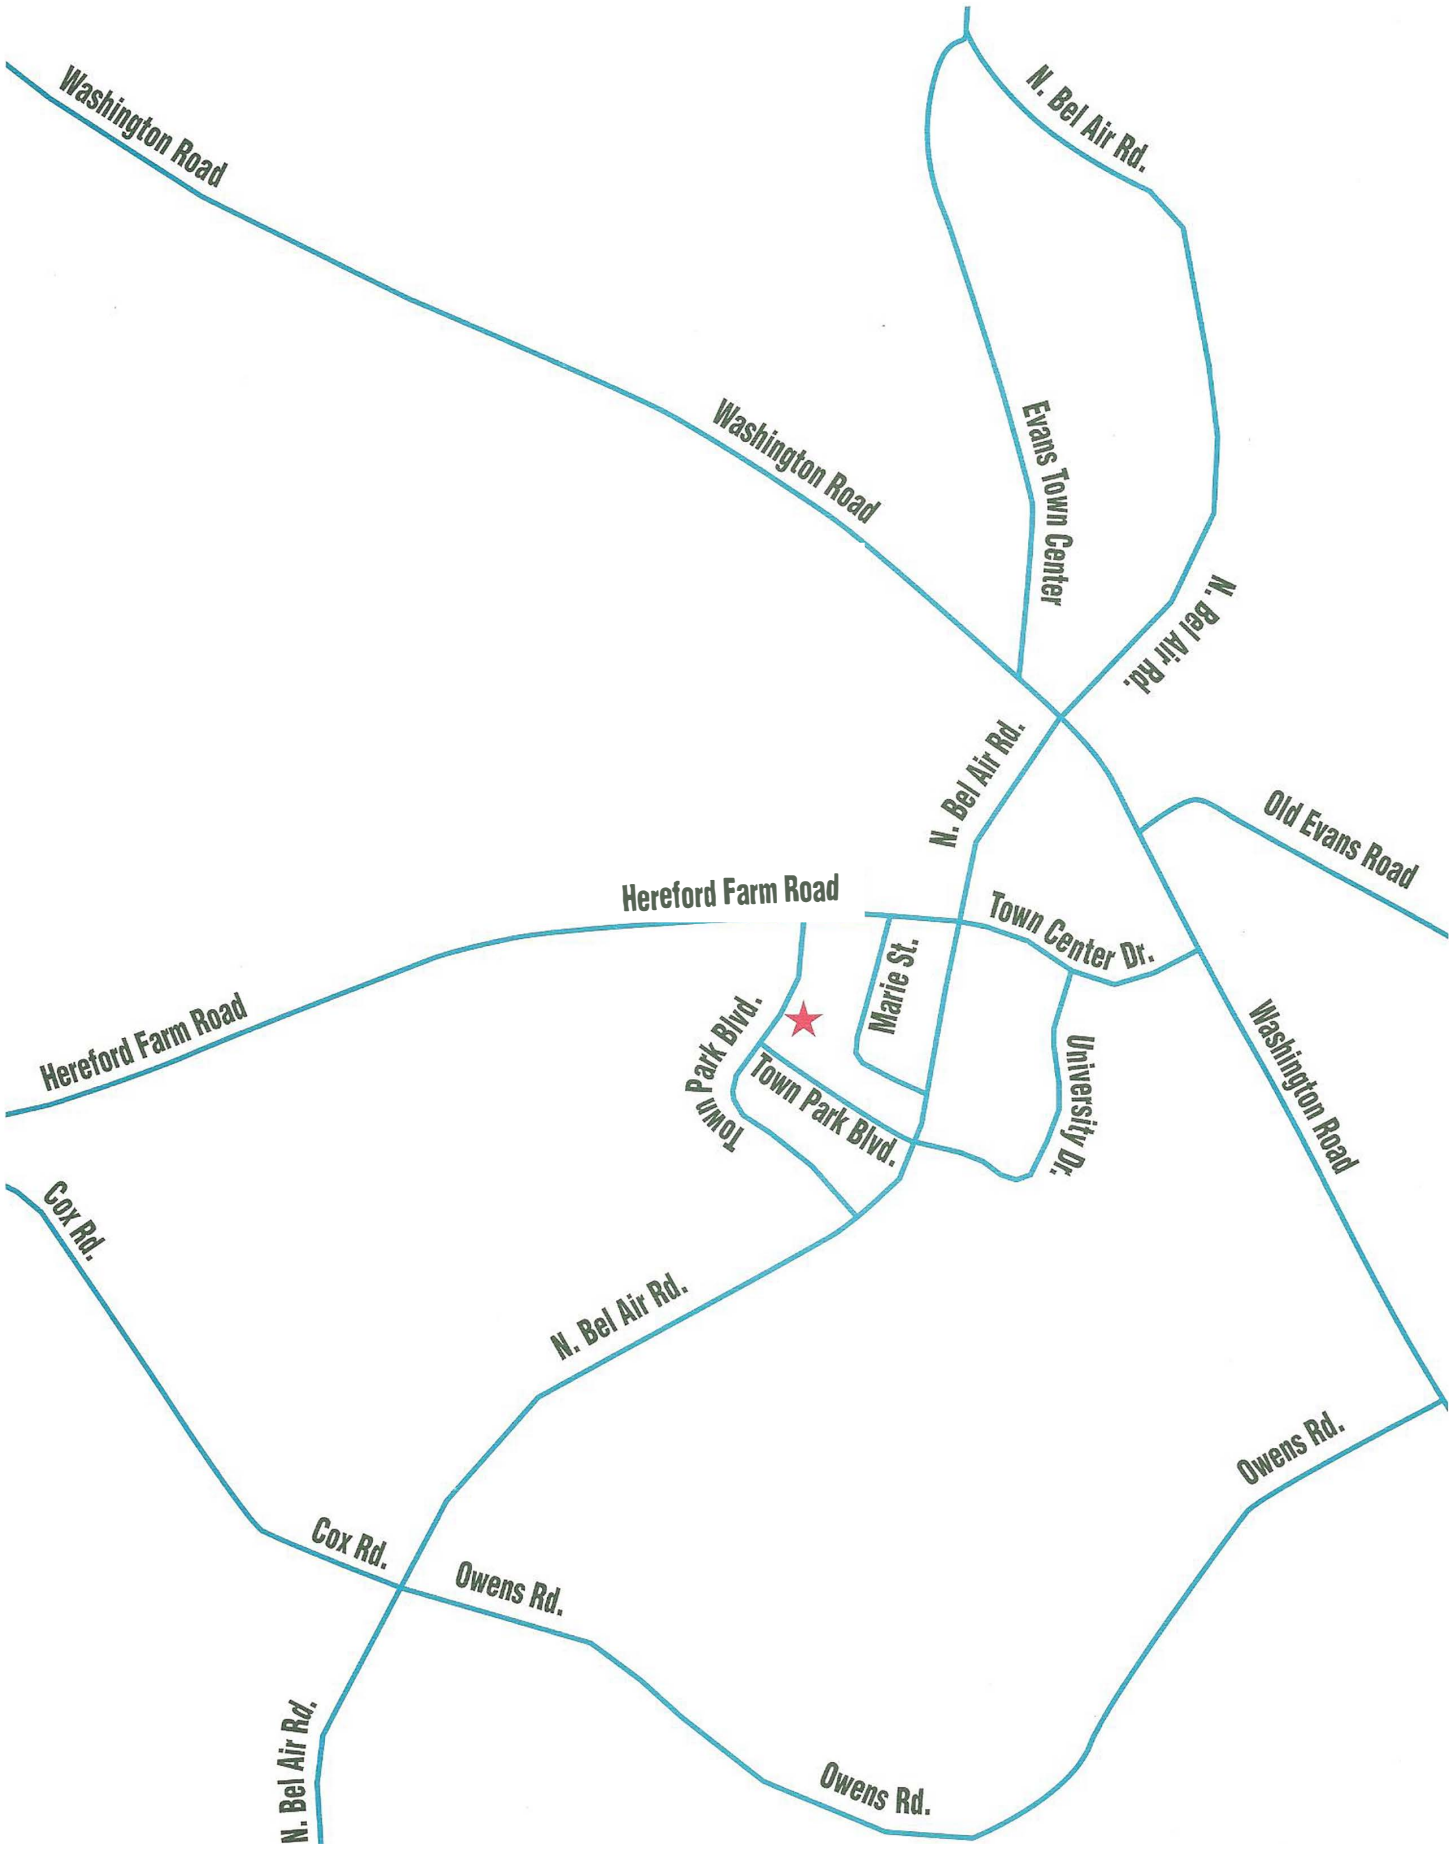 Washington Road
N. Bel Air Rd.
Washington Road
Evans Town Center
N. Bel Air Rd.
N. Bel Air Rd.
Old Evans Road
Hereford Farm Road
Town Center Dr.
Marie St.
Hereford Farm Road
Town Park Blvd.
Town Park Blvd.
University Dr.
Washington Road
Cox Rd.
N. Bel Air Rd.
Owens Rd.
Cox Rd.
Owens Rd.
N. Bel Air Rd.
Owens Rd.